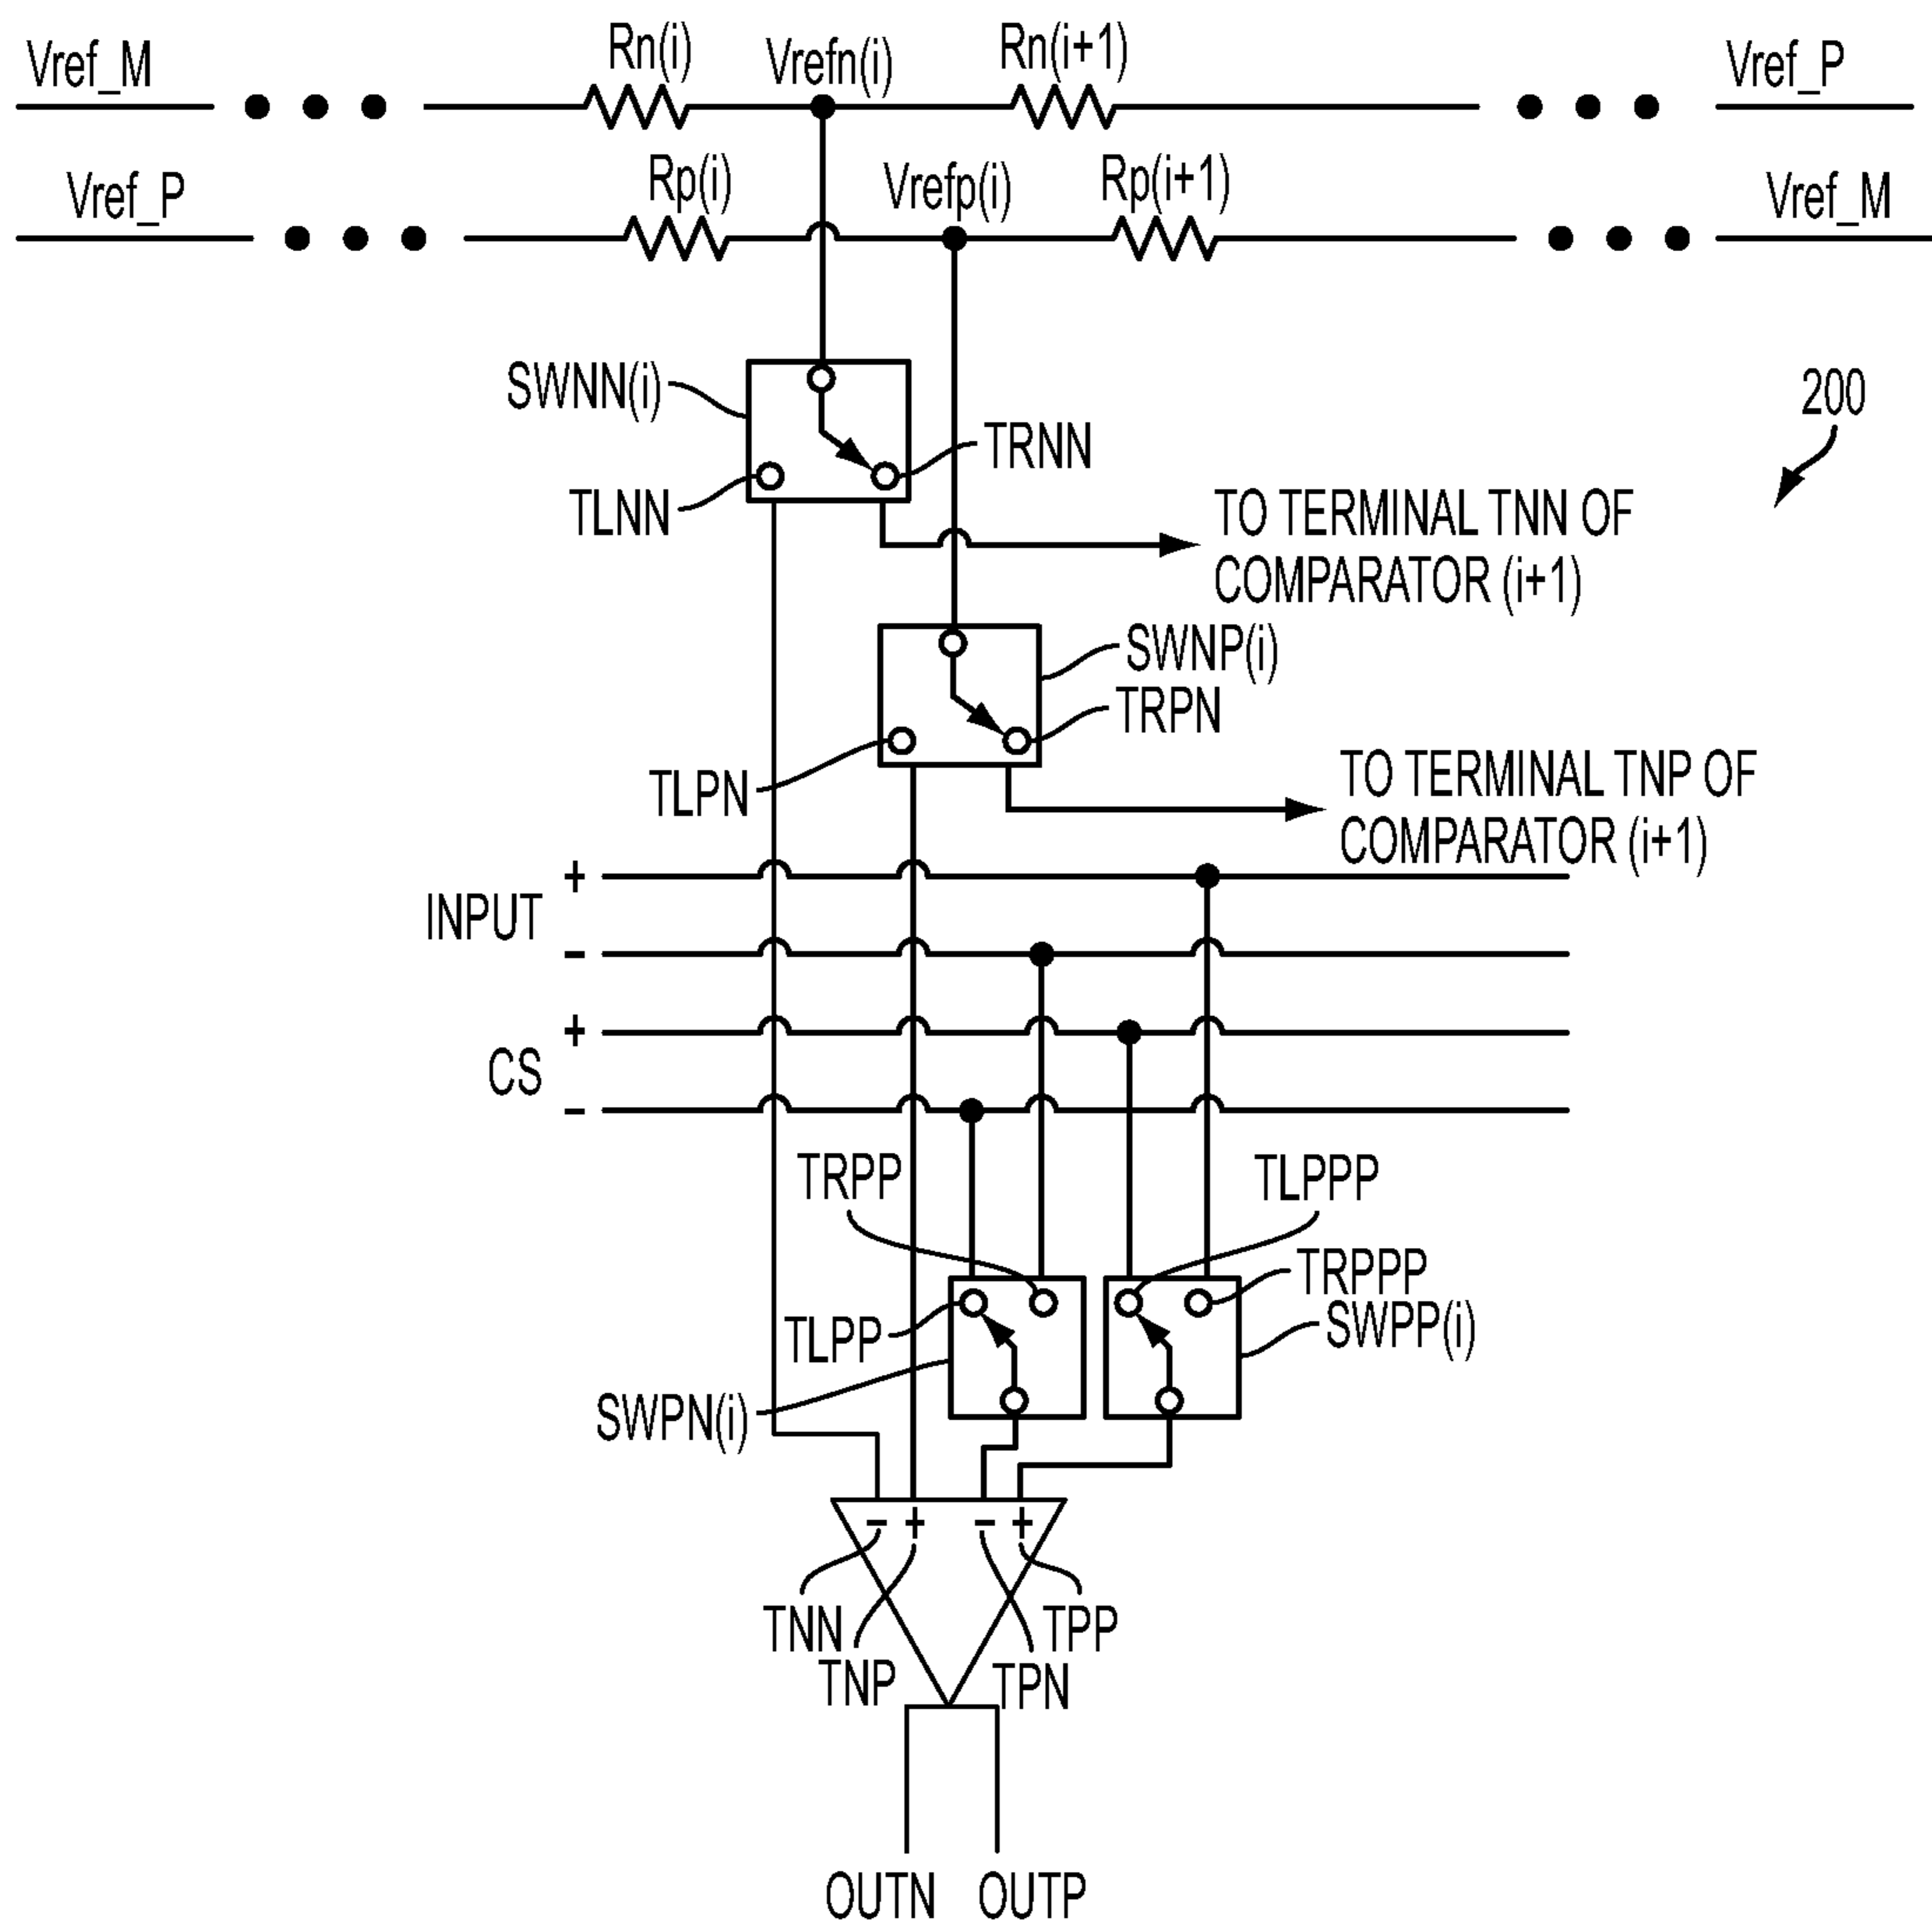 Vref_M
Rn(i)
Vrefn(i)
Rn(i+1)
Vref_P
Vref_P
Rp(i)
Vrefp(i)
Rp(i+1)
Vref_M
SWNN(i)
TRNN
200
TLNN
TO TERMINAL TNN OF
COMPARATOR (i+1)
SWNP(i)
TRPN
TLPN
TO TERMINAL TNP OF
COMPARATOR (i+1)
+
INPUT
-
+
CS
-
TRPP
TLPPP
TRPPP
SWPP(i)
TLPP
SWPN(i)
- + - +
TNN
TPP
TNP
TPN
OUTN
OUTP